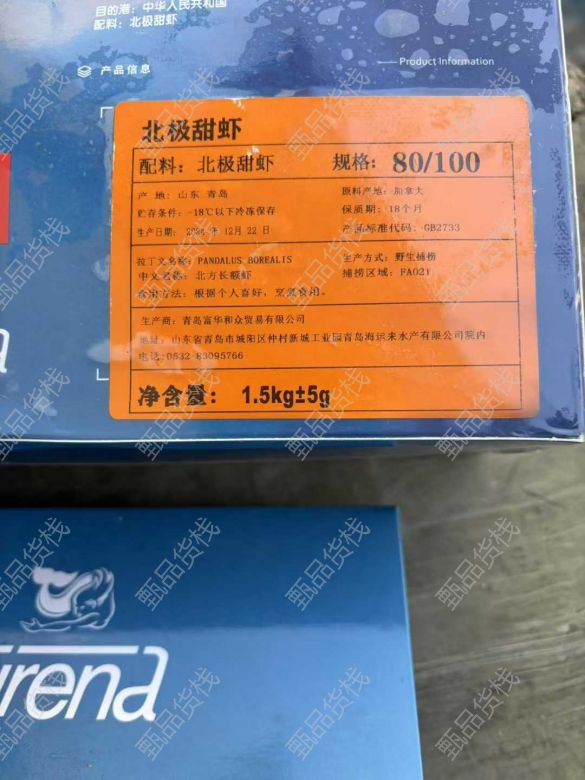 目的港：中华人民共和国
配料：北极甜虾
产品信息
Product Information
北极甜虾
配料：北极甜虾 规格：80/100
产 地：山东 青岛 原料产地：加拿大
贮存条件：-18℃以下冷冻保存 保质期：18个月
生产日期： 年 12月 22 日 产品标准代码：GB2733
拉丁文名称：PANDALUS BOREALIS 生产方式：野生捕捞
中文名称：北方长额虾 捕捞区域：FAO21
食用方法：根据个人喜好，烹煮食用。
生产商：青岛富华和众贸易有限公司
地址：山东省青岛市城阳区仲村新城工业园青岛海运来水产有限公司院内
电话：0532 83095766
净含量： 1.5kg±5g
irena
甄品货栈